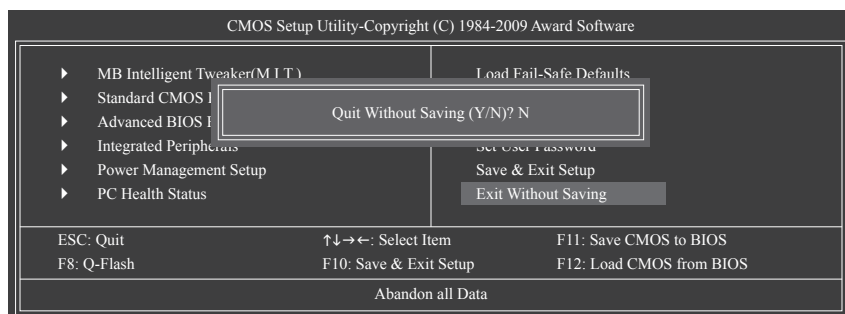 CMOS Setup Utility-Copyright (C) 1984-2009 Award Software
MB Intelligent Tweaker(M.I.T.)
Standard CMOS
Advanced BIOS
Integrated Peripherals
Power Management Setup
PC Health Status
Load Fail-Safe Defaults
Set User Password
Save & Exit Setup
Exit Without Saving
Quit Without Saving (Y/N)? N
ESC: Quit
↑↓→←: Select Item
F11: Save CMOS to BIOS
F8: Q-Flash
F10: Save & Exit Setup
F12: Load CMOS from BIOS
Abandon all Data